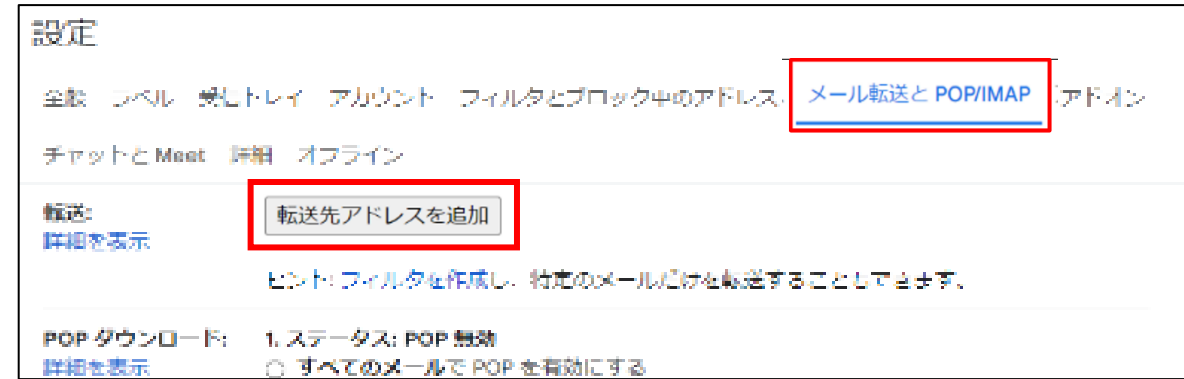 設定
全般 ラベル 受信トレイ アカウント フィルタとブロック中のアドレス メール転送と POP/IMAP アドオン
チャットと Meet 詳細 オフライン
転送: 転送先アドレスを追加
詳細を表示
ヒント: フィルタを作成し、特定のメールだけを転送することもできます。
POP ダウンロード: 1. ステータス: POP 無効
詳細を表示 すべてのメールで POP を有効にする